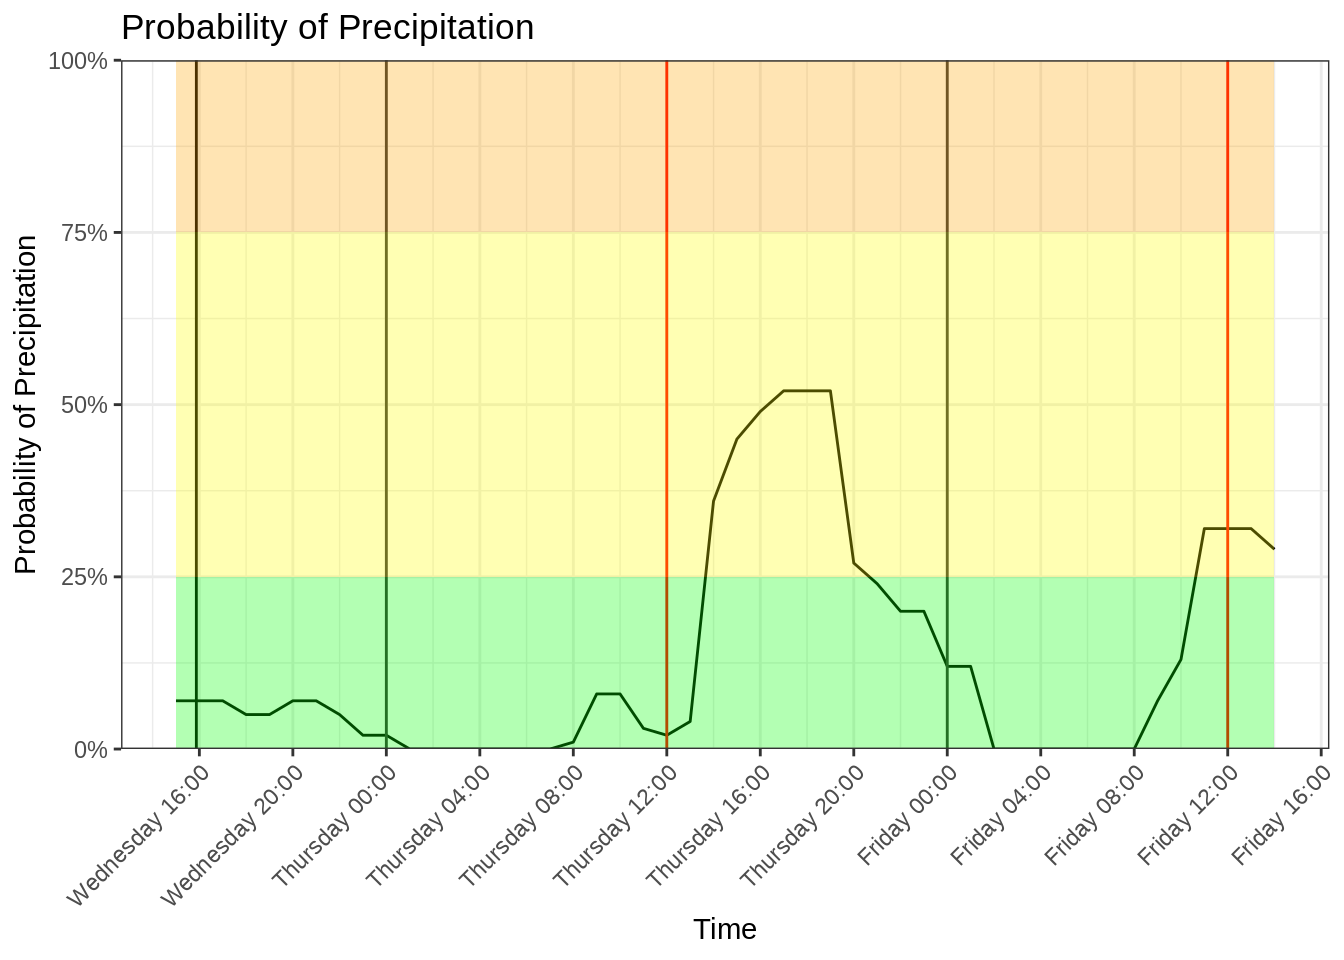 Probability of Precipitation
Probability of Precipitation
100%
75%
50%
25%
0%
Wednesday 16:00
Wednesday 20:00
Thursday 00:00
Thursday 04:00
Thursday 08:00
Thursday 12:00
Thursday 16:00
Thursday 20:00
Friday 00:00
Friday 04:00
Friday 08:00
Friday 12:00
Friday 16:00
Time